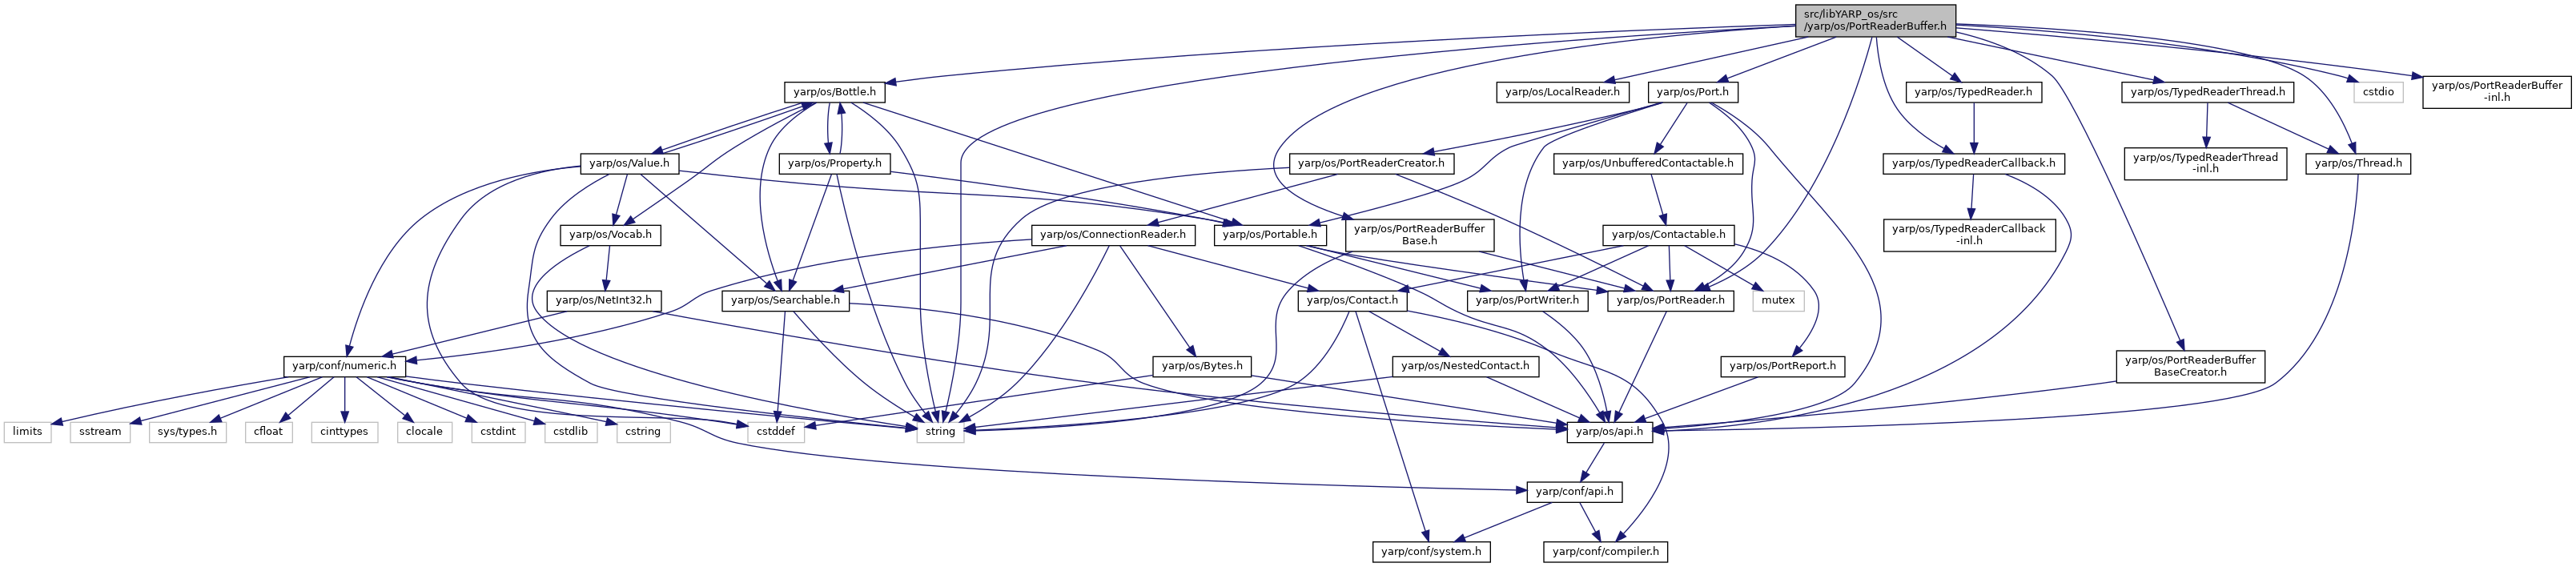 src/libYARP_os/src
/yarp/os/PortReaderBuffer.h
yarp/os/Bottle.h
yarp/os/LocalReader.h
yarp/os/Port.h
yarp/os/TypedReader.h
yarp/os/TypedReaderThread.h
cstdio
yarp/os/PortReaderBuffer
-inl.h
yarp/os/Value.h
yarp/os/Property.h
yarp/os/PortReaderCreator.h
yarp/os/UnbufferedContactable.h
yarp/os/TypedReaderCallback.h
yarp/os/TypedReaderThread
-inl.h
yarp/os/Thread.h
yarp/os/Vocab.h
yarp/os/ConnectionReader.h
yarp/os/Portable.h
yarp/os/PortReaderBuffer
Base.h
yarp/os/Contactable.h
yarp/os/TypedReaderCallback
-inl.h
yarp/os/NetInt32.h
yarp/os/Searchable.h
yarp/os/Contact.h
yarp/os/PortWriter.h
yarp/os/PortReader.h
mutex
yarp/conf/numeric.h
yarp/os/Bytes.h
yarp/os/NestedContact.h
yarp/os/PortReport.h
yarp/os/PortReaderBuffer
BaseCreator.h
limits
sstream
sys/types.h
cfloat
cinttypes
clocale
cstdint
cstdlib
cstring
cstddef
string
yarp/os/api.h
yarp/conf/api.h
yarp/conf/system.h
yarp/conf/compiler.h